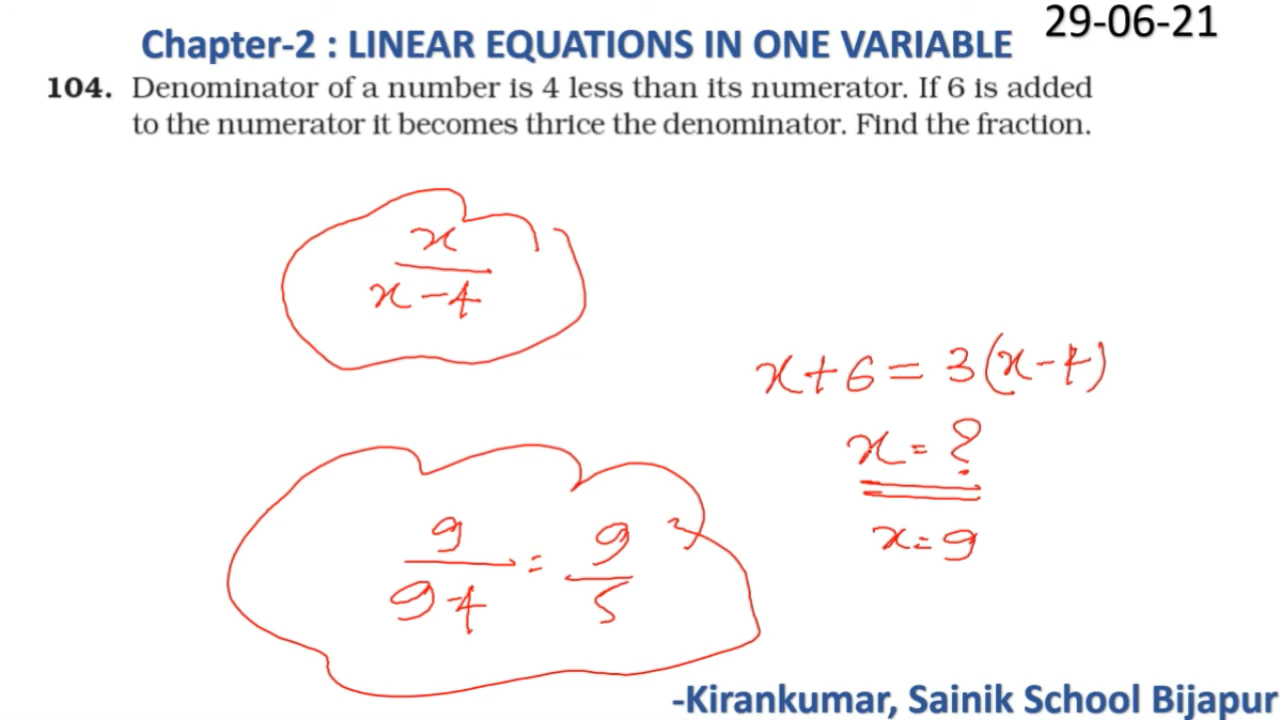 29-06-21
Chapter-2 : LINEAR EQUATIONS IN ONE VARIABLE
104. Denominator of a number is 4 less than its numerator. If 6 is added
to the numerator it becomes thrice the denominator. Find the fraction.
x
x-4
x+6 = 3(x-4)
x = ?
x = 9
9 = 9
9-4 5
-Kirankumar, Sainik School Bijapur